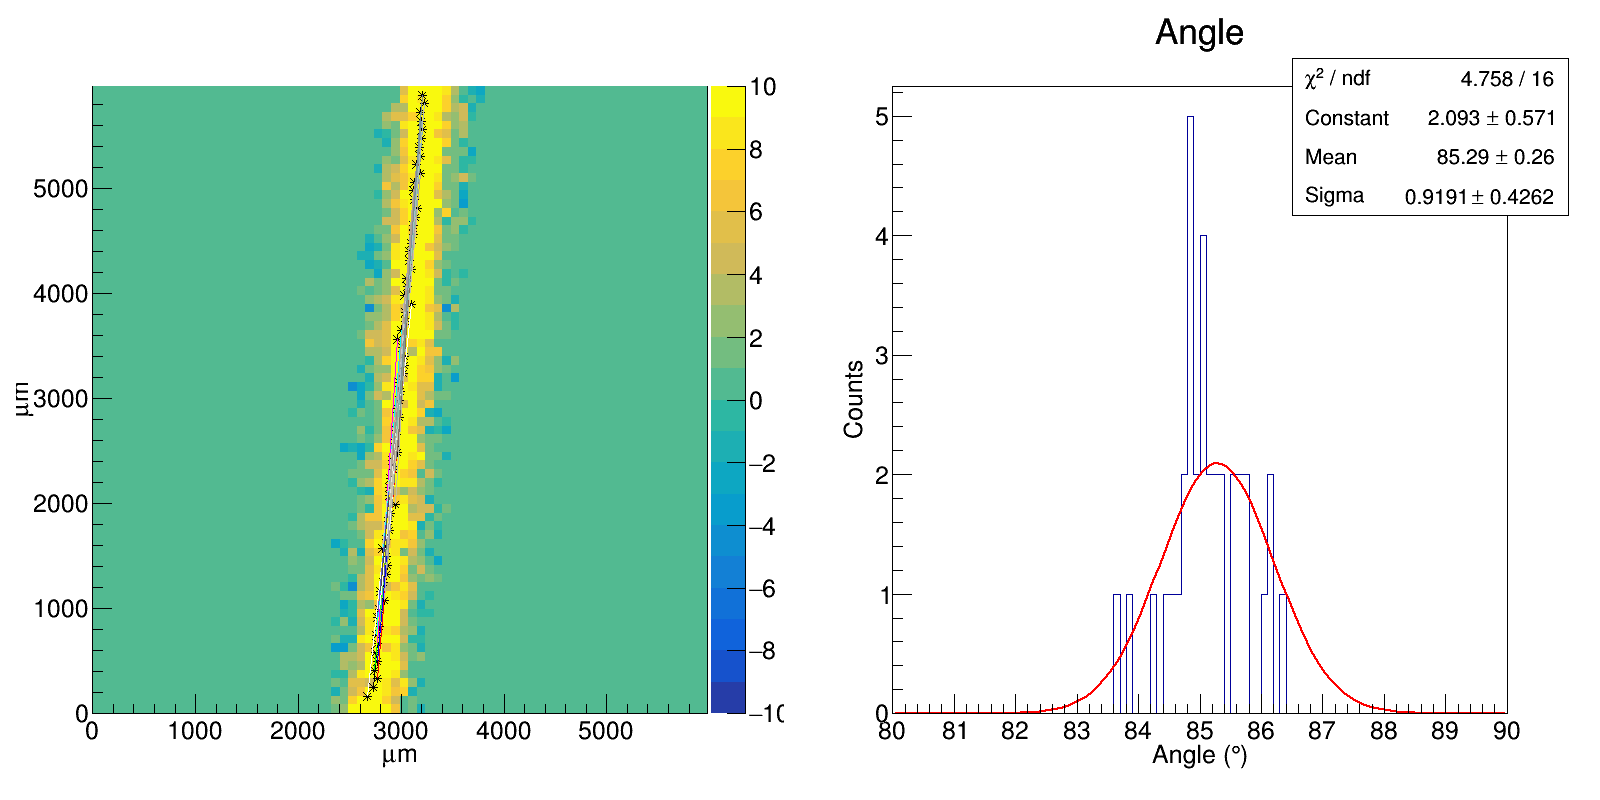 10
8
6
4
2
0
−2
−4
−6
−8
−10
5000
4000
3000
2000
1000
0
μm
0 1000 2000 3000 4000 5000
μm
Angle
χ² / ndf 4.758 / 16
Constant 2.093 ± 0.571
Mean 85.29 ± 0.26
Sigma 0.9191 ± 0.4262
5
4
3
2
1
0
Counts
80 81 82 83 84 85 86 87 88 89 90
Angle (°)